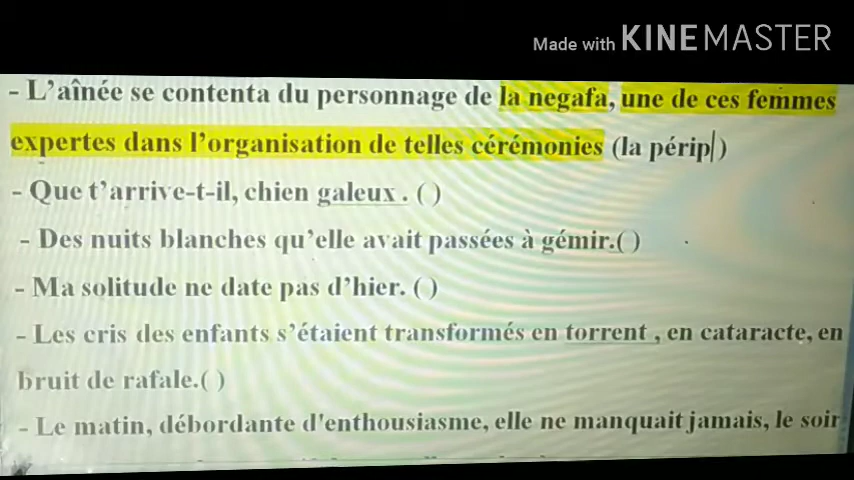 Made with KINEMASTER
- L'aînée se contenta du personnage de la negafa, une de ces femmes
expertes dans l'organisation de telles cérémonies (la périp)
- Que t'arrive-t-il, chien galeux . ( )
- Des nuits blanches qu'elle avait passées à gémir.( )
- Ma solitude ne date pas d'hier. ( )
- Les cris des enfants s'étaient transformés en torrent , en cataracte, en
bruit de rafale.( )
- Le matin, débordante d'enthousiasme, elle ne manquait jamais, le soir